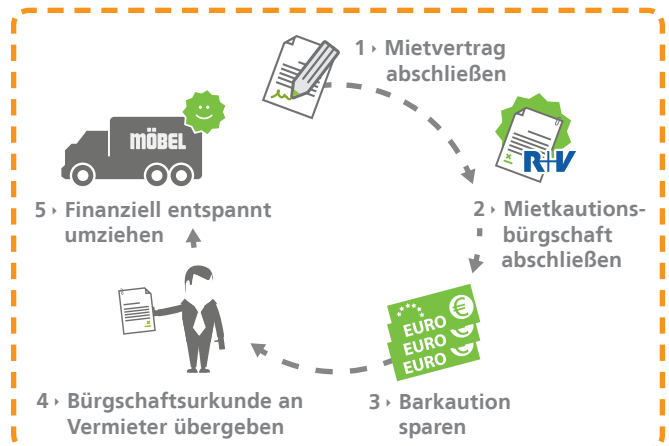 1 › Mietvertrag
abschließen
R+V
2 › Mietkautions-
bürgschaft
abschließen
EURO €
EURO
EURO
3 › Barkaution
sparen
4 › Bürgschaftsurkunde an
Vermieter übergeben
MÖBEL
5 › Finanziell entspannt
umziehen